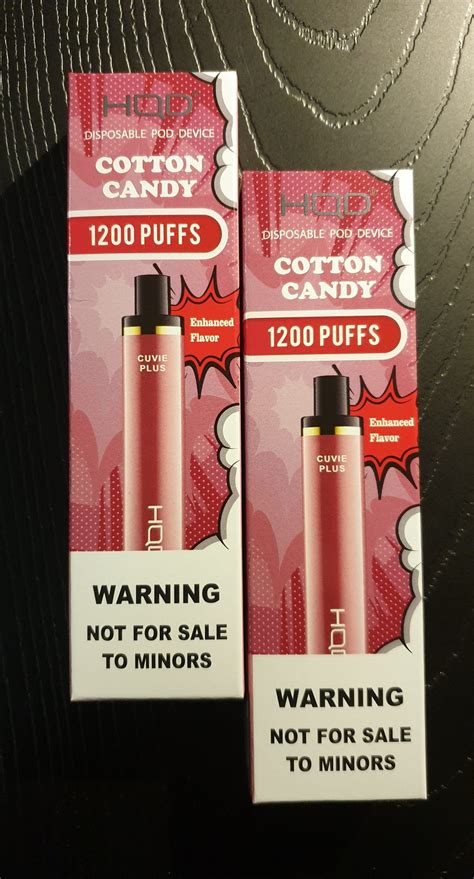 HQD
DISPOSABLE POD DEVICE
COTTON
CANDY
1200 PUFFS
Enhanced
Flavor
CUVIE
PLUS
HQD
WARNING
NOT FOR SALE
TO MINORS
HQD
DISPOSABLE POD DEVICE
COTTON
CANDY
1200 PUFFS
Enhanced
Flavor
CUVIE
PLUS
HQD
WARNING
NOT FOR SALE
TO MINORS